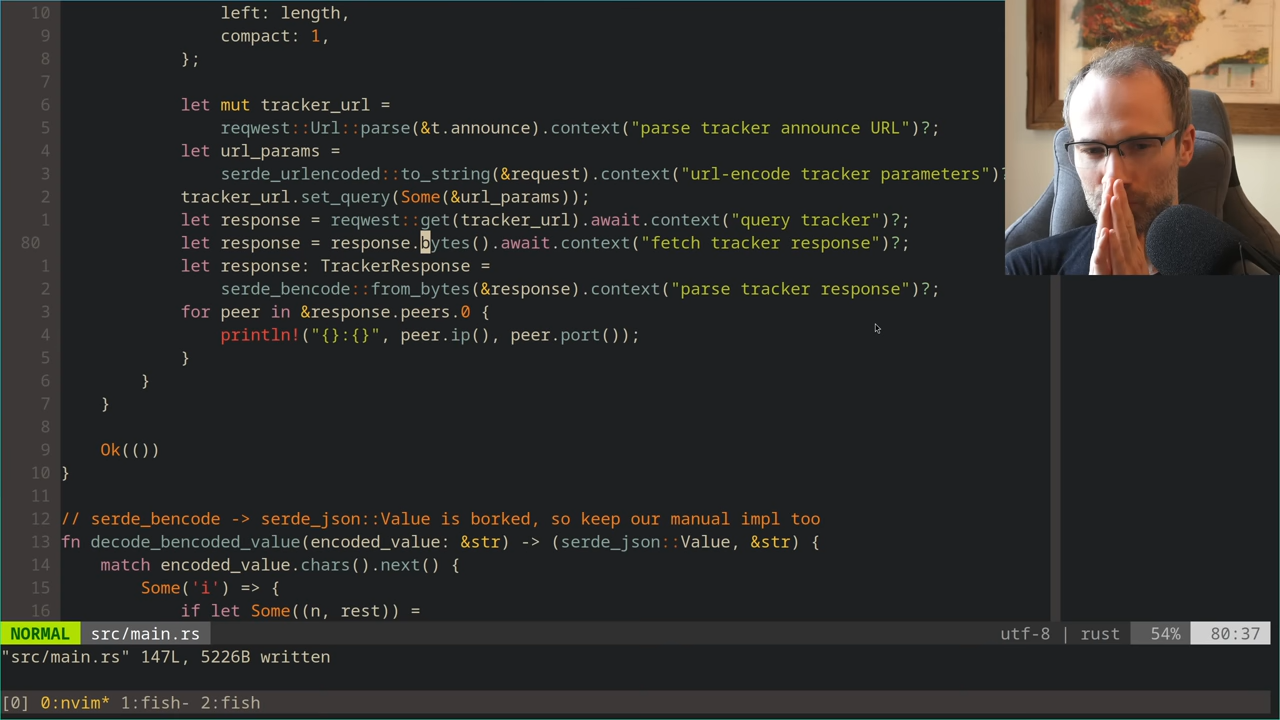 10 left: length,
9 compact: 1,
8 };
7
6 let mut tracker_url =
5 reqwest::Url::parse(&t.announce).context("parse tracker announce URL")?;
4 let url_params =
3 serde_urlencoded::to_string(&request).context("url-encode tracker parameters")?
2 tracker_url.set_query(Some(&url_params));
1 let response = reqwest::get(tracker_url).await.context("query tracker")?;
80 let response = response.bytes().await.context("fetch tracker response")?;
1 let response: TrackerResponse =
2 serde_bencode::from_bytes(&response).context("parse tracker response")?;
3 for peer in &response.peers.0 {
4 println!("{}:{}", peer.ip(), peer.port());
5 }
6 }
7 }
8
9 Ok(())
10 }
11
12 // serde_bencode -> serde_json::Value is borked, so keep our manual impl too
13 fn decode_bencoded_value(encoded_value: &str) -> (serde_json::Value, &str) {
14 match encoded_value.chars().next() {
15 Some('i') => {
16 if let Some((n, rest)) =
NORMAL src/main.rs utf-8 | rust 54% 80:37
"src/main.rs" 147L, 5226B written
[0] 0:nvim* 1:fish- 2:fish